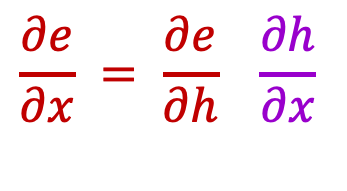 ∂e/∂x = ∂e/∂h ∂h/∂x